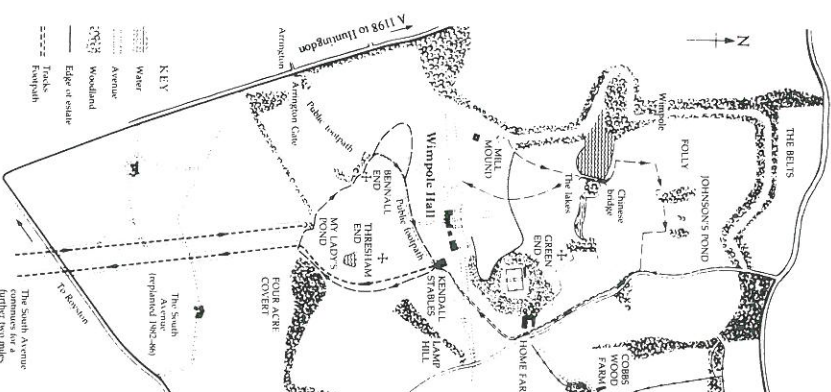 A 1198 to Huntingdon
N
THE BELTS
Wimpole
FOLLY
JOHNSON'S POND
Chinese
bridge
The lakes
MILL
MOUND
GREEN
END
Wimpole Hall
Arrington
Arrington Gate
Public footpath
BENNALL
END
Public footpath
THRESHAM
END
MY LADY'S
POND
KENDALL
STABLES
HOME FAR
COBBS
WOOD
FARM
LAMP
HILL
FOUR ACRE
COVERT
The South
Avenue
(replanted 1982-86)
To Royston
The South Avenue
continues for a
further two miles
KEY
Water
Avenue
Woodland
Edge of estate
Tracks
Footpath